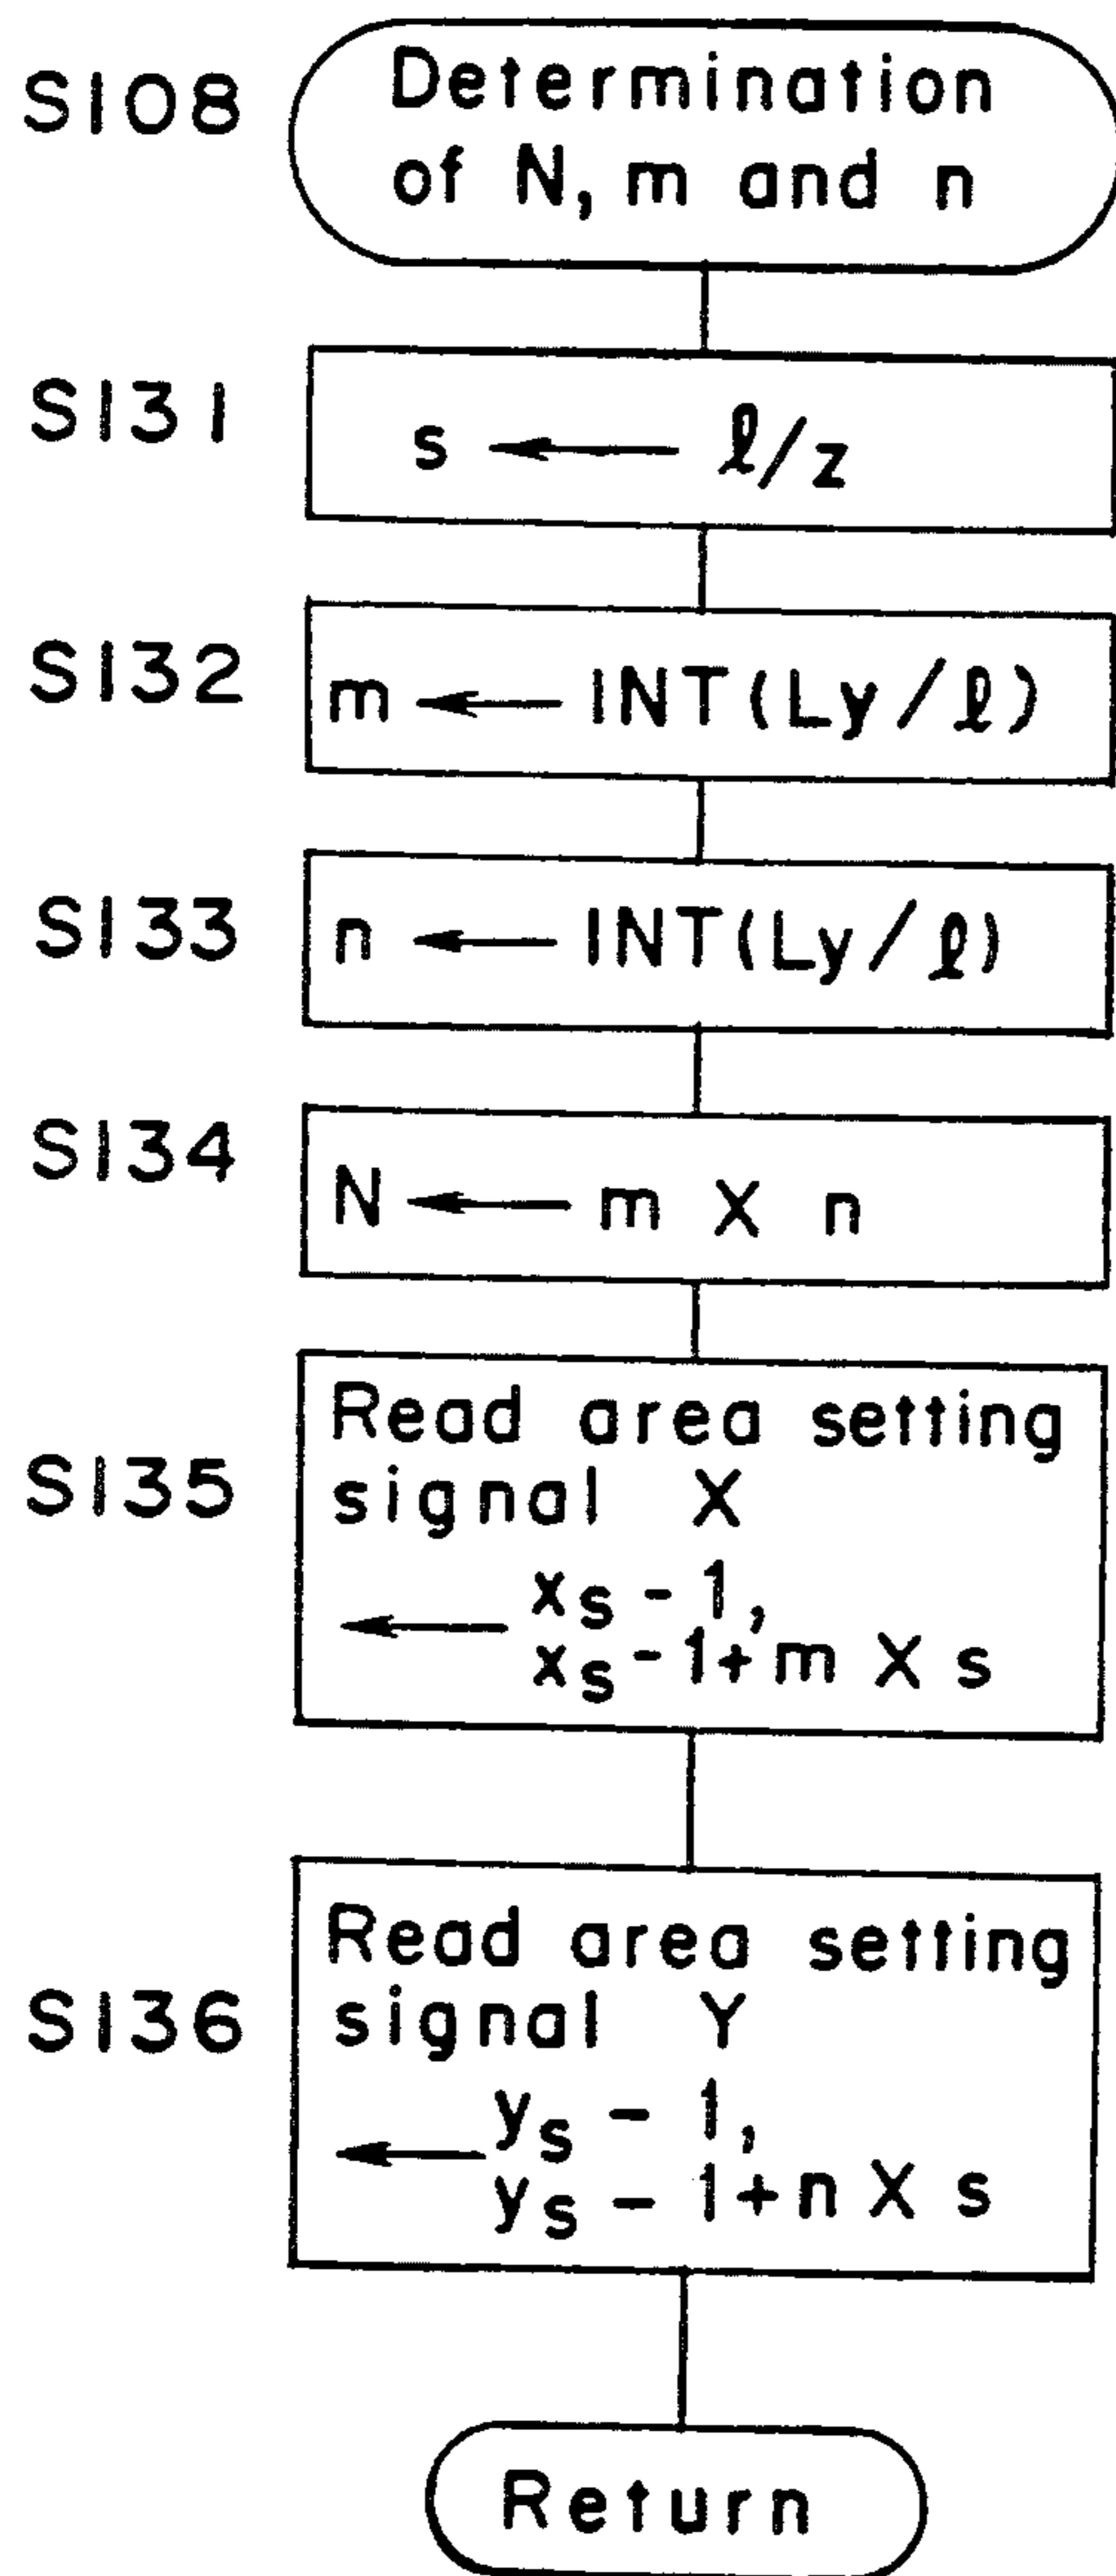 S108
Determination
of N, m and n
S131
s ← ℓ/z
S132
m ← INT(Ly/ℓ)
S133
n ← INT(Ly/ℓ)
S134
N ← m X n
S135
Read area setting
signal X
← xs - 1,
xs - 1+m X s
S136
Read area setting
signal Y
← ys - 1,
ys - 1+n X s
Return